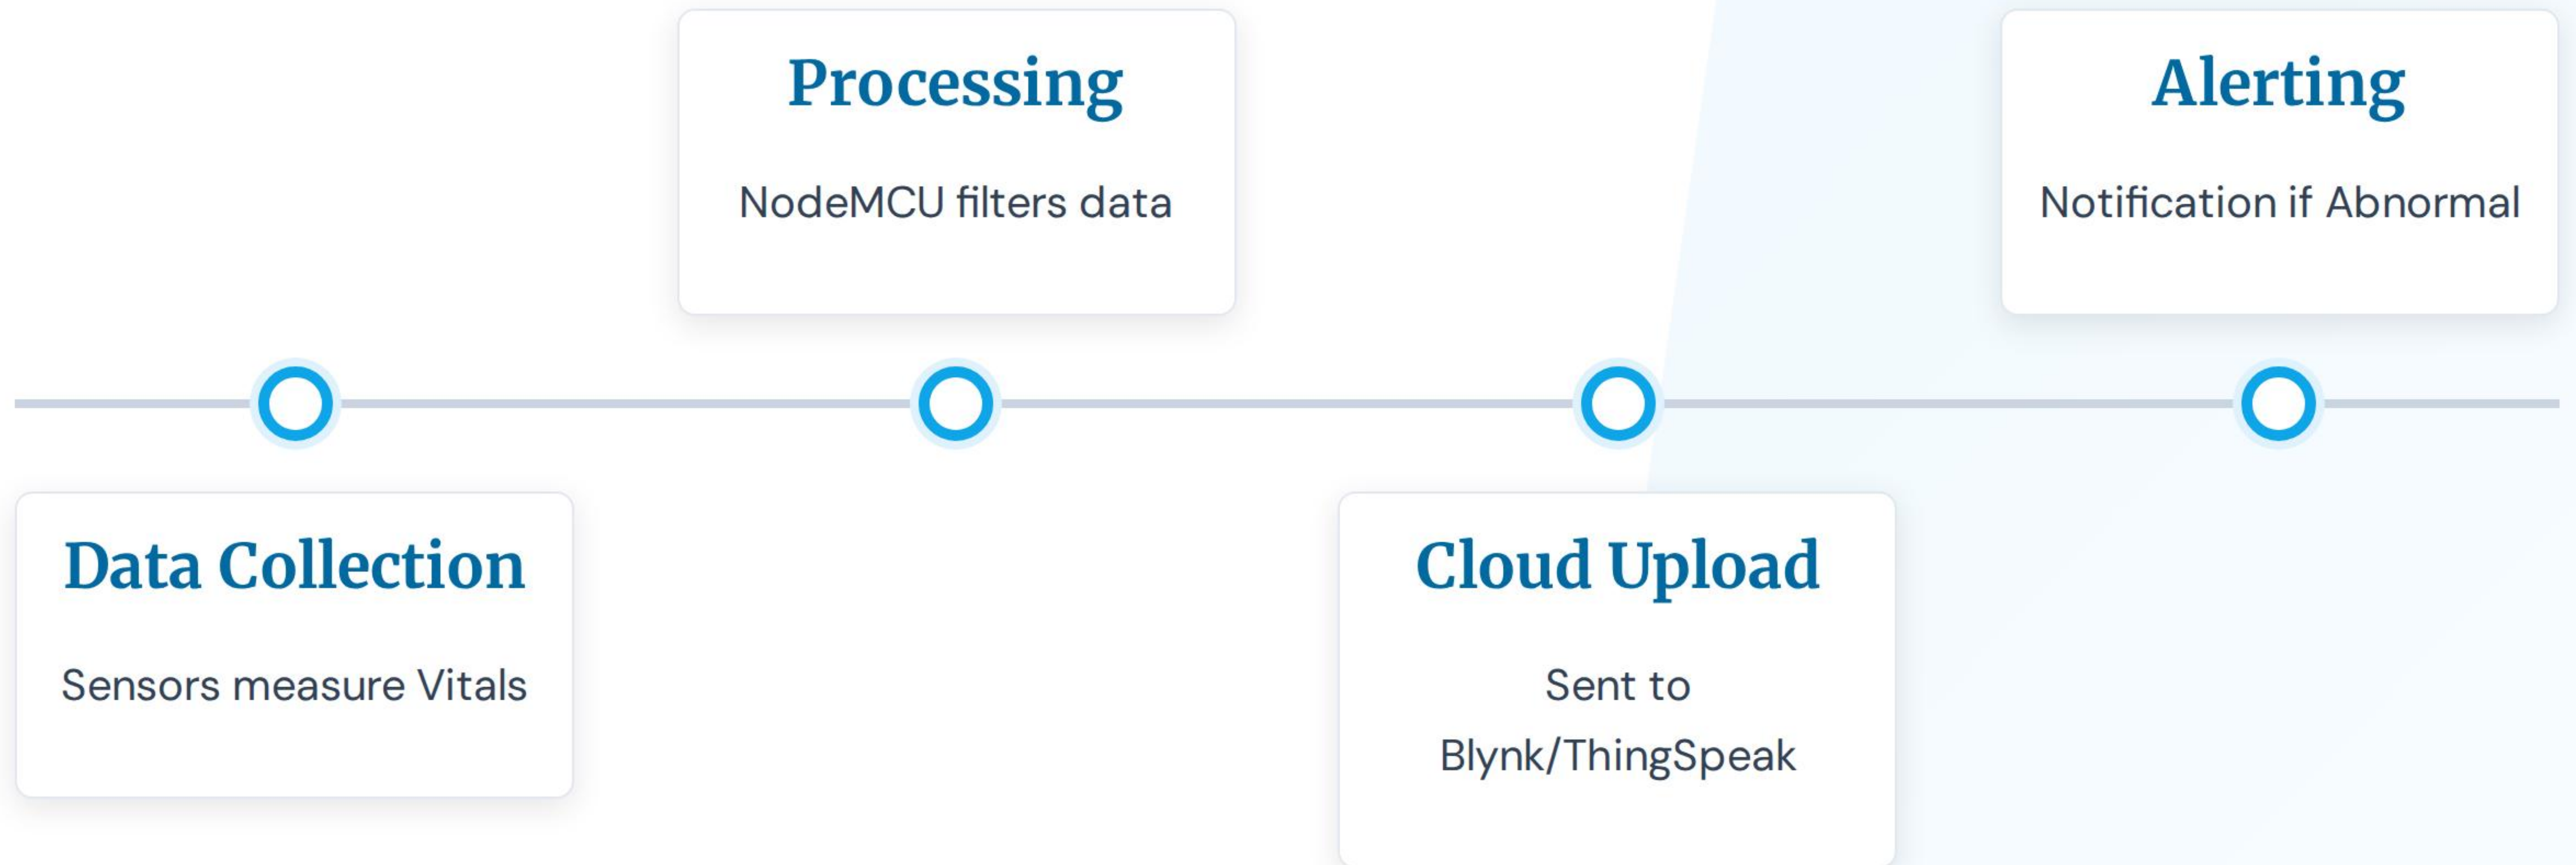 Data Collection
Sensors measure Vitals
Processing
NodeMCU filters data
Cloud Upload
Sent to
Blynk/ThingSpeak
Alerting
Notification if Abnormal